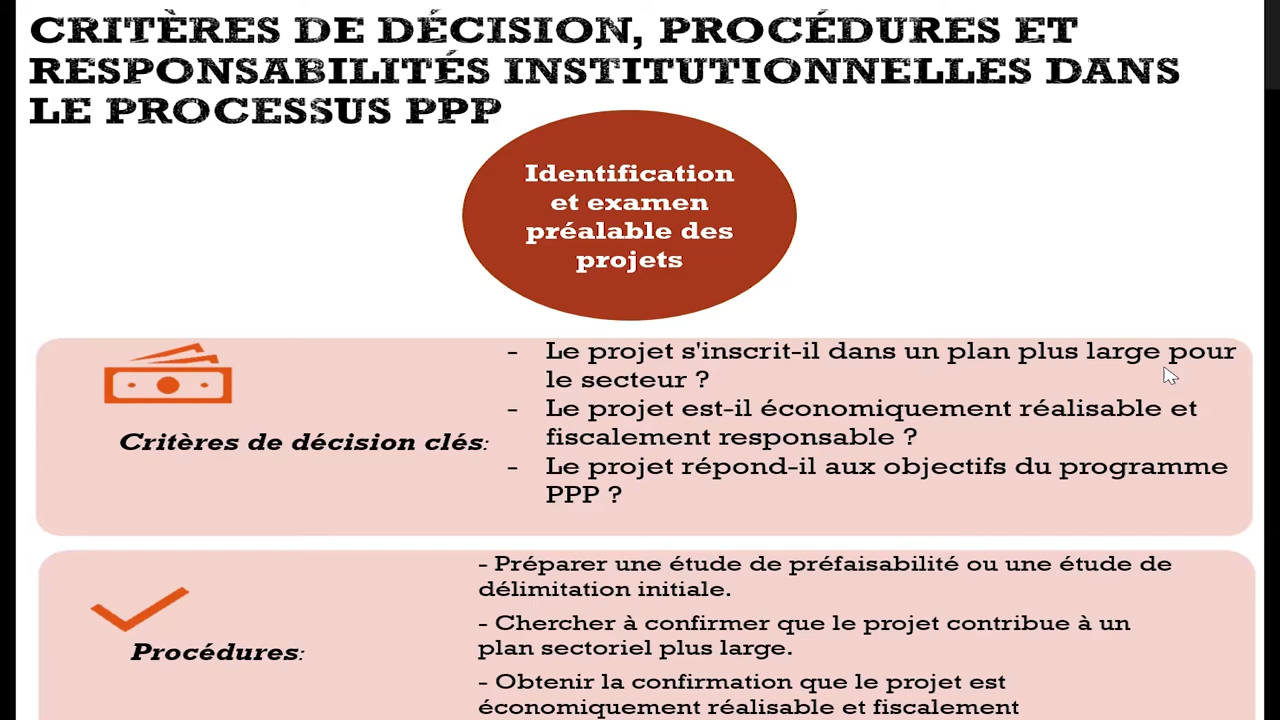 CRITÈRES DE DÉCISION, PROCÉDURES ET
RESPONSABILITÉS INSTITUTIONNELLES DANS
LE PROCESSUS PPP
Identification
et examen
préalable des
projets
Critères de décision clés:
- Le projet s'inscrit-il dans un plan plus large pour
le secteur ?
- Le projet est-il économiquement réalisable et
fiscalement responsable ?
- Le projet répond-il aux objectifs du programme
PPP ?
Procédures:
- Préparer une étude de préfaisabilité ou une étude de
délimitation initiale.
- Chercher à confirmer que le projet contribue à un
plan sectoriel plus large.
- Obtenir la confirmation que le projet est
économiquement réalisable et fiscalement